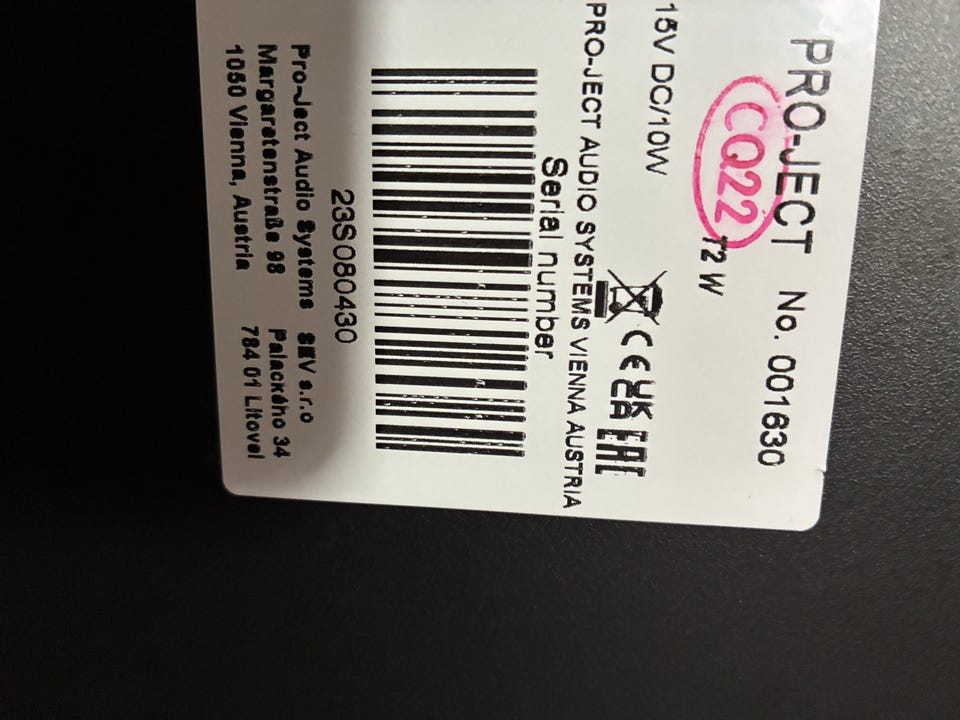 PRO-JECT No. 001630
CQ22
T2 W
15V DC/10W
CE UK CA EAC
PRO-JECT AUDIO SYSTEMS VIENNA AUSTRIA
Serial number
23S080430
Pro-Ject Audio Systems SEV s.r.o
Margaretenstraße 98 Palackého 34
1050 Vienna, Austria 784 01 Litovel